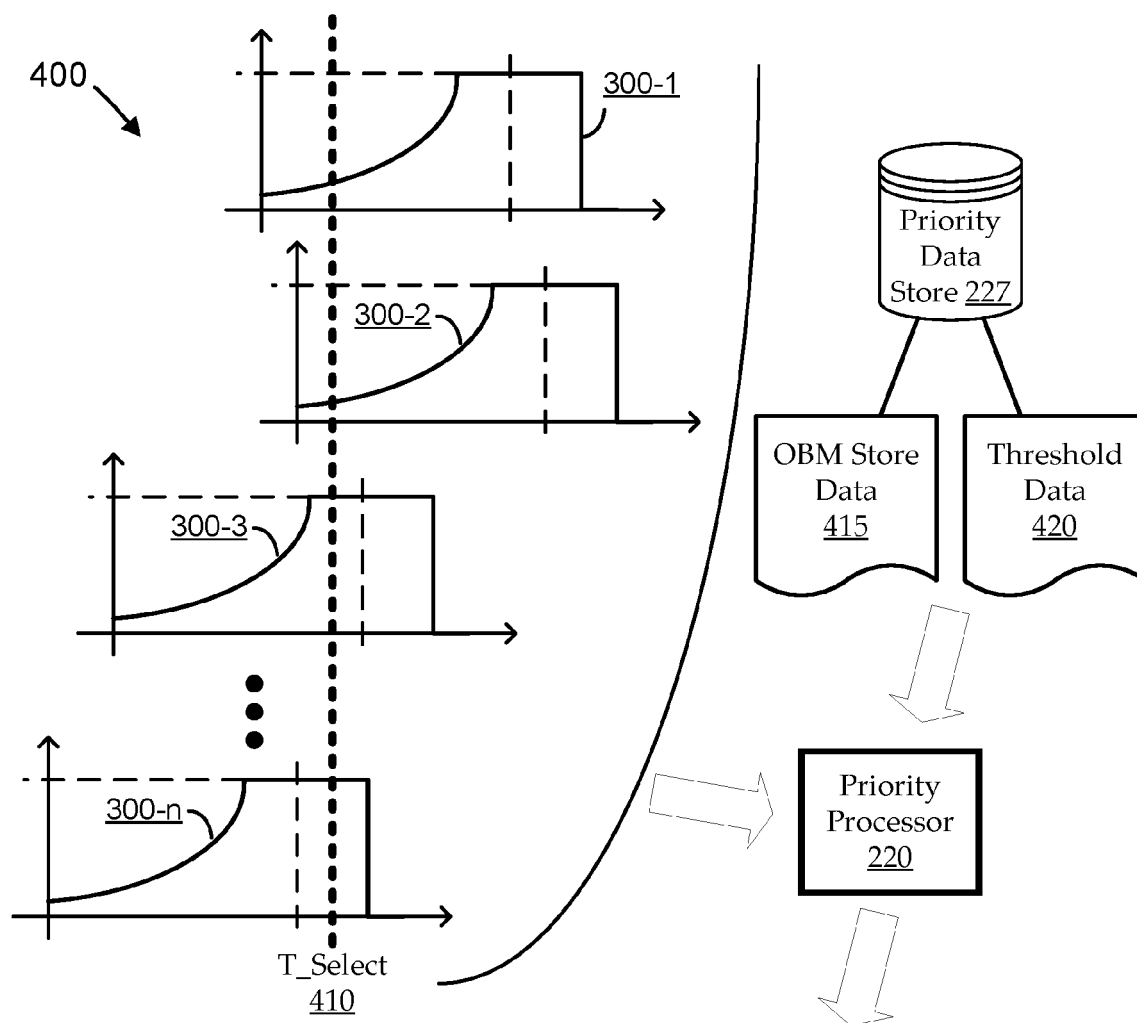 400
300-1
300-2
300-3
300-n
T_Select
410
Priority
Data
Store 227
OBM Store
Data
415
Threshold
Data
420
Priority
Processor
220